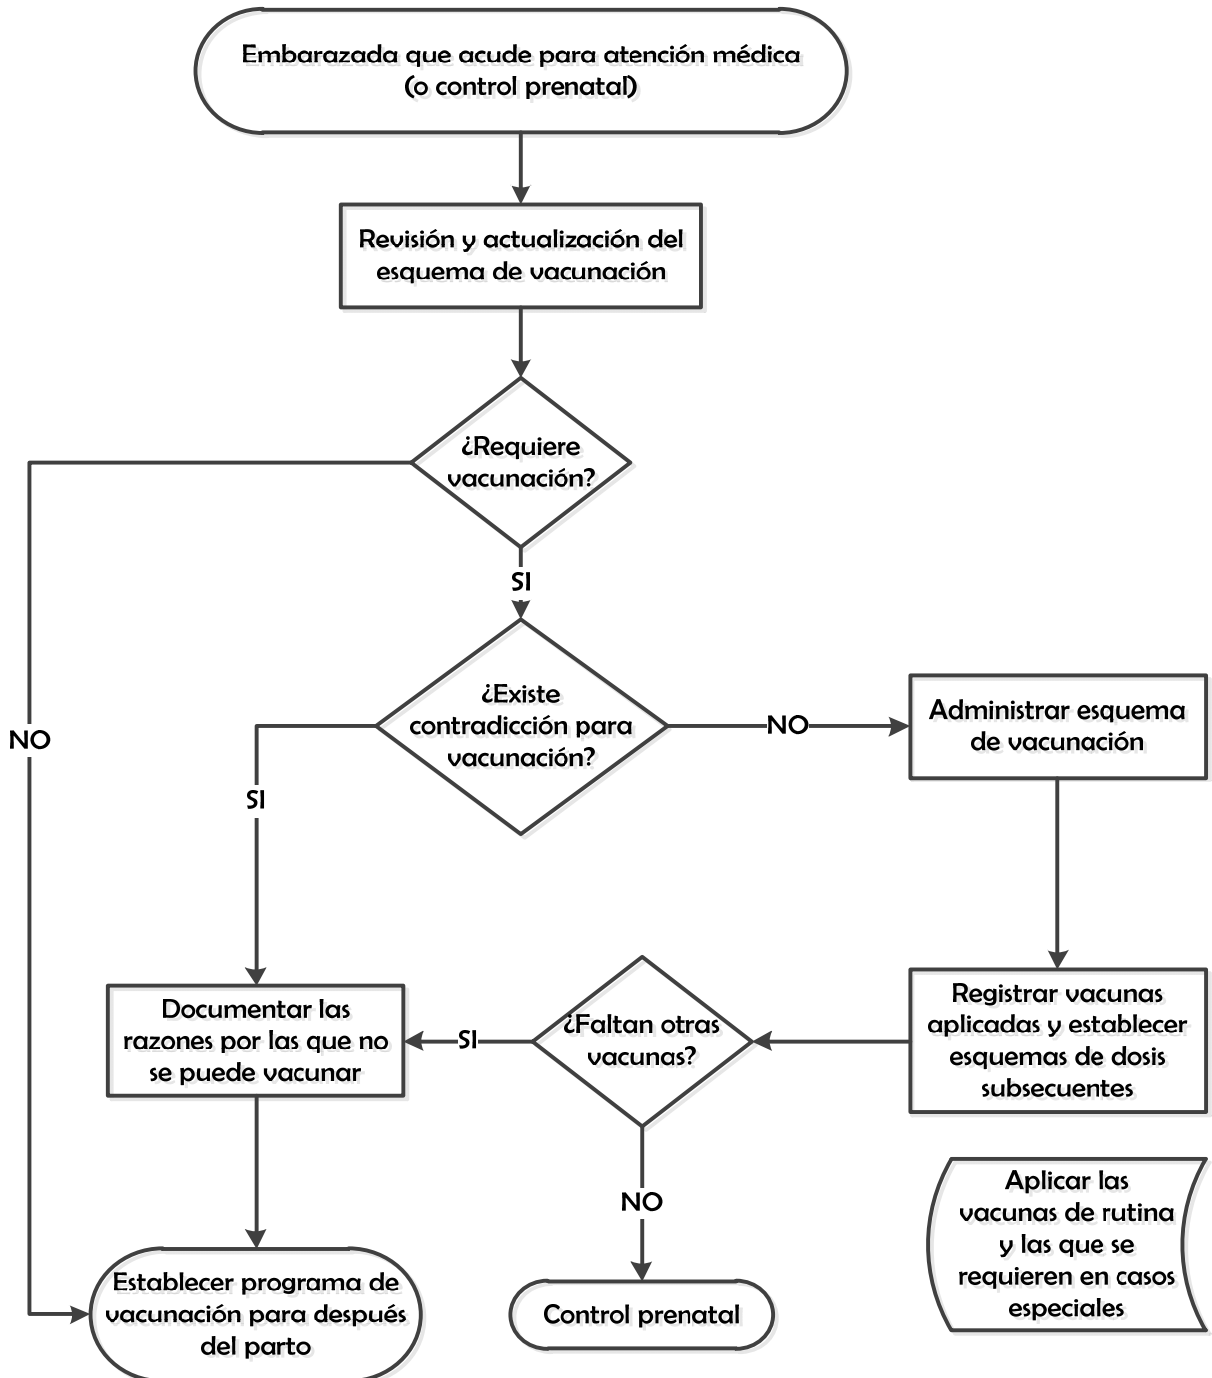 Embarazada que acude para atención médica
(o control prenatal)
Revisión y actualización del
esquema de vacunación
¿Requiere
vacunación?
SI
NO
¿Existe
contradicción para
vacunación?
NO
SI
Administrar esquema
de vacunación
Registrar vacunas
aplicadas y establecer
esquemas de dosis
subsecuentes
¿Faltan otras
vacunas?
SI
NO
Documentar las
razones por las que no
se puede vacunar
Aplicar las
vacunas de rutina
y las que se
requieren en casos
especiales
Establecer programa de
vacunación para después
del parto
Control prenatal